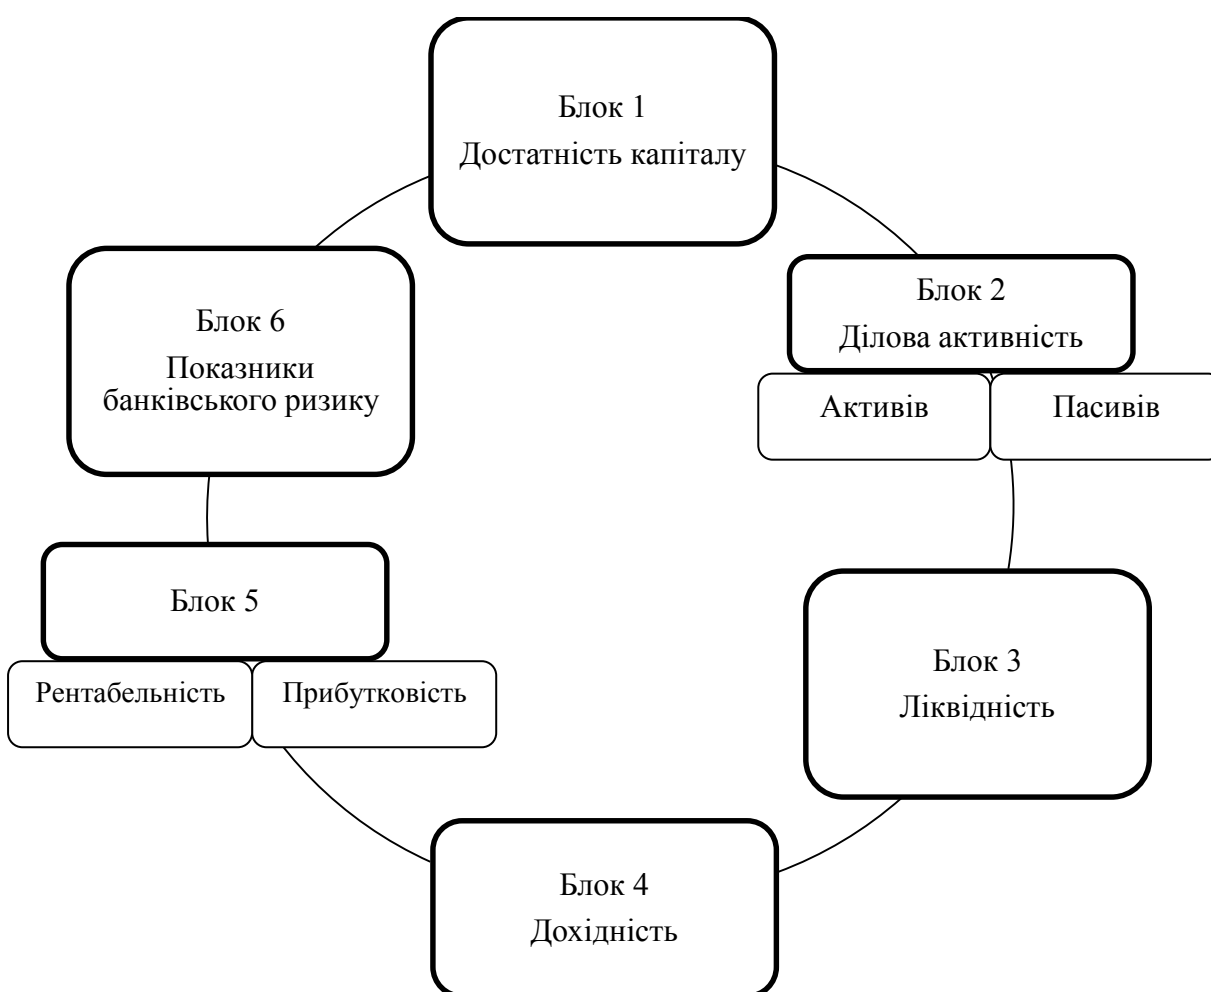 Блок 1
Достатність капіталу
Блок 2
Ділова активність
Активів
Пасивів
Блок 3
Ліквідність
Блок 4
Дохідність
Блок 5
Рентабельність
Прибутковість
Блок 6
Показники
банківського ризику